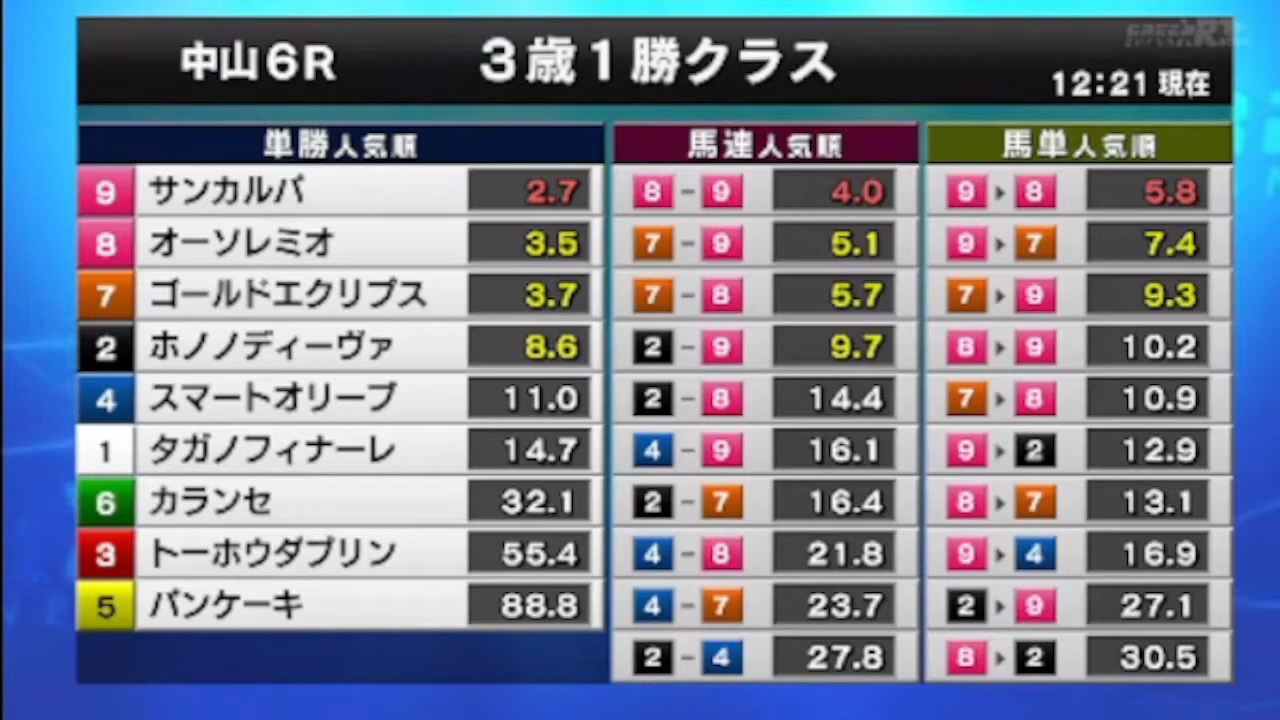 中山6R 3歳1勝クラス 12:21 現在
単勝人気順 馬連人気順 馬単人気順
9 サンカルパ 2.7 8-9 4.0 9▸8 5.8
8 オーソレミオ 3.5 7-9 5.1 9▸7 7.4
7 ゴールドエクリプス 3.7 7-8 5.7 7▸9 9.3
2 ホノノディーヴァ 8.6 2-9 9.7 8▸9 10.2
4 スマートオリーブ 11.0 2-8 14.4 7▸8 10.9
1 タガノフィナーレ 14.7 4-9 16.1 9▸2 12.9
6 カランセ 32.1 2-7 16.4 8▸7 13.1
3 トーホウダブリン 55.4 4-8 21.8 9▸4 16.9
5 パンケーキ 88.8 4-7 23.7 2▸9 27.1
2-4 27.8 8▸2 30.5